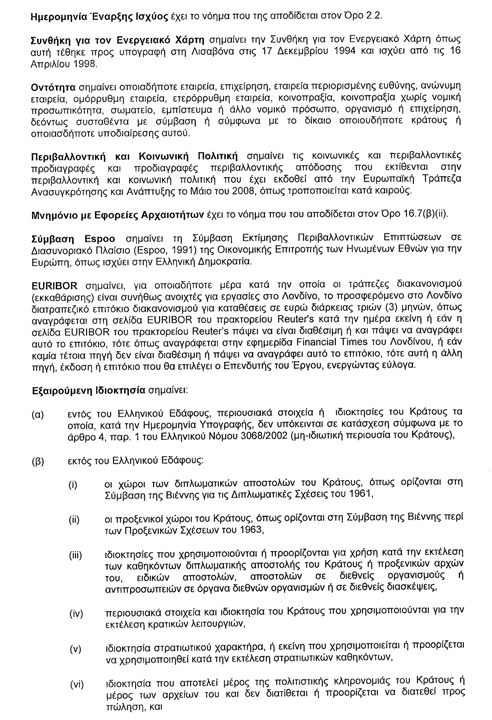 Ημερομηνία Έναρξης Ισχύος έχει το νόημα που της αποδίδεται στον Όρο 2.2.
Συνθήκη για τον Ενεργειακό Χάρτη σημαίνει την Συνθήκη για τον Ενεργειακό Χάρτη όπως
αυτή τέθηκε προς υπογραφή στη Λισαβόνα στις 17 Δεκεμβρίου 1994 και ισχύει από τις 16
Απριλίου 1998.
Οντότητα σημαίνει οποιαδήποτε εταιρεία, επιχείρηση, εταιρεία περιορισμένης ευθύνης, ανώνυμη
εταιρεία, ομόρρυθμη εταιρεία, ετερόρρυθμη εταιρεία, κοινοπραξία, κοινοπραξία χωρίς νομική
προσωπικότητα, σωματείο, εμπίστευμα ή άλλο νομικό πρόσωπο, οργανισμό ή επιχείρηση,
δεόντως συσταθέντα με σύμβαση ή σύμφωνα με το δίκαιο οποιουδήποτε κράτους ή
οποιασδήποτε υποδιαίρεσης αυτού.
Περιβαλλοντική και Κοινωνική Πολιτική σημαίνει τις κοινωνικές και περιβαλλοντικές
προδιαγραφές και προδιαγραφές περιβαλλοντικής απόδοσης που εκτίθενται στην
περιβαλλοντική και κοινωνική πολιτική που έχει εκδοθεί από την Ευρωπαϊκή Τράπεζα
Ανασυγκρότησης και Ανάπτυξης το Μάιο του 2008, όπως τροποποιείται κατά καιρούς.
Μνημόνιο με Εφορείες Αρχαιοτήτων έχει το νόημα που του αποδίδεται στον Όρο 16.7(β)(ii).
Σύμβαση Espoo σημαίνει τη Σύμβαση Εκτίμησης Περιβαλλοντικών Επιπτώσεων σε
Διασυνοριακό Πλαίσιο (Espoo, 1991) της Οικονομικής Επιτροπής των Ηνωμένων Εθνών για την
Ευρώπη, όπως ισχύει στην Ελληνική Δημοκρατία.
EURIBOR σημαίνει, για οποιαδήποτε μέρα κατά την οποία οι τράπεζες διακανονισμού
(εκκαθάρισης) είναι συνήθως ανοιχτές για εργασίες στο Λονδίνο, το προσφερόμενο στο Λονδίνο
διατραπεζικό επιτόκιο διακανονισμού για καταθέσεις σε ευρώ διάρκειας τριών (3) μηνών, όπως
αναγράφεται στη σελίδα EURIBOR του πρακτορείου Reuter's κατά την ημέρα εκείνη ή εάν η
σελίδα EURIBOR του πρακτορείου Reuter's πάψει να είναι διαθέσιμη ή και πάψει να αναγράφει
αυτό το επιτόκιο, τότε όπως αναγράφεται στην εφημερίδα Financial Times του Λονδίνου, ή εάν
καμία τέτοια πηγή δεν είναι διαθέσιμη ή πάψει να αναγράφει αυτό το επιτόκιο, τότε αυτή η άλλη
πηγή, έκδοση ή επιτόκιο που θα επιλέγει ο Επενδυτής του Έργου, ενεργώντας εύλογα.
Εξαιρούμενη Ιδιοκτησία σημαίνει:
(α) εντός του Ελληνικού Εδάφους, περιουσιακά στοιχεία ή ιδιοκτησίες του Κράτους τα
οποία, κατά την Ημερομηνία Υπογραφής, δεν υπόκεινται σε κατάσχεση σύμφωνα με το
άρθρο 4, παρ. 1 του Ελληνικού Νόμου 3068/2002 (μη-ιδιωτική περιουσία του Κράτους),
(β) εκτός του Ελληνικού Εδάφους:
(i) οι χώροι των διπλωματικών αποστολών του Κράτους, όπως ορίζονται στη
Σύμβαση της Βιέννης για τις Διπλωματικές Σχέσεις του 1961,
(ii) οι προξενικοί χώροι του Κράτους, όπως ορίζονται στη Σύμβαση της Βιέννης περί
των Προξενικών Σχέσεων του 1963,
(iii) ιδιοκτησίες που χρησιμοποιούνται ή προορίζονται για χρήση κατά την εκτέλεση
των καθηκόντων διπλωματικής αποστολής του Κράτους ή προξενικών αρχών
του, ειδικών αποστολών, αποστολών σε διεθνείς οργανισμούς ή
αντιπροσωπειών σε όργανα διεθνών οργανισμών ή σε διεθνείς διασκέψεις,
(iv) περιουσιακά στοιχεία και ιδιοκτησία του Κράτους που χρησιμοποιούνται για την
εκτέλεση κρατικών λειτουργιών,
(v) ιδιοκτησία στρατιωτικού χαρακτήρα, ή εκείνη που χρησιμοποιείται ή προορίζεται
να χρησιμοποιηθεί κατά την εκτέλεση στρατιωτικών καθηκόντων,
(vi) ιδιοκτησία που αποτελεί μέρος της πολιτιστικής κληρονομιάς του Κράτους ή
μέρος των αρχείων του και δεν διατίθεται ή προορίζεται να διατεθεί προς
πώληση, και